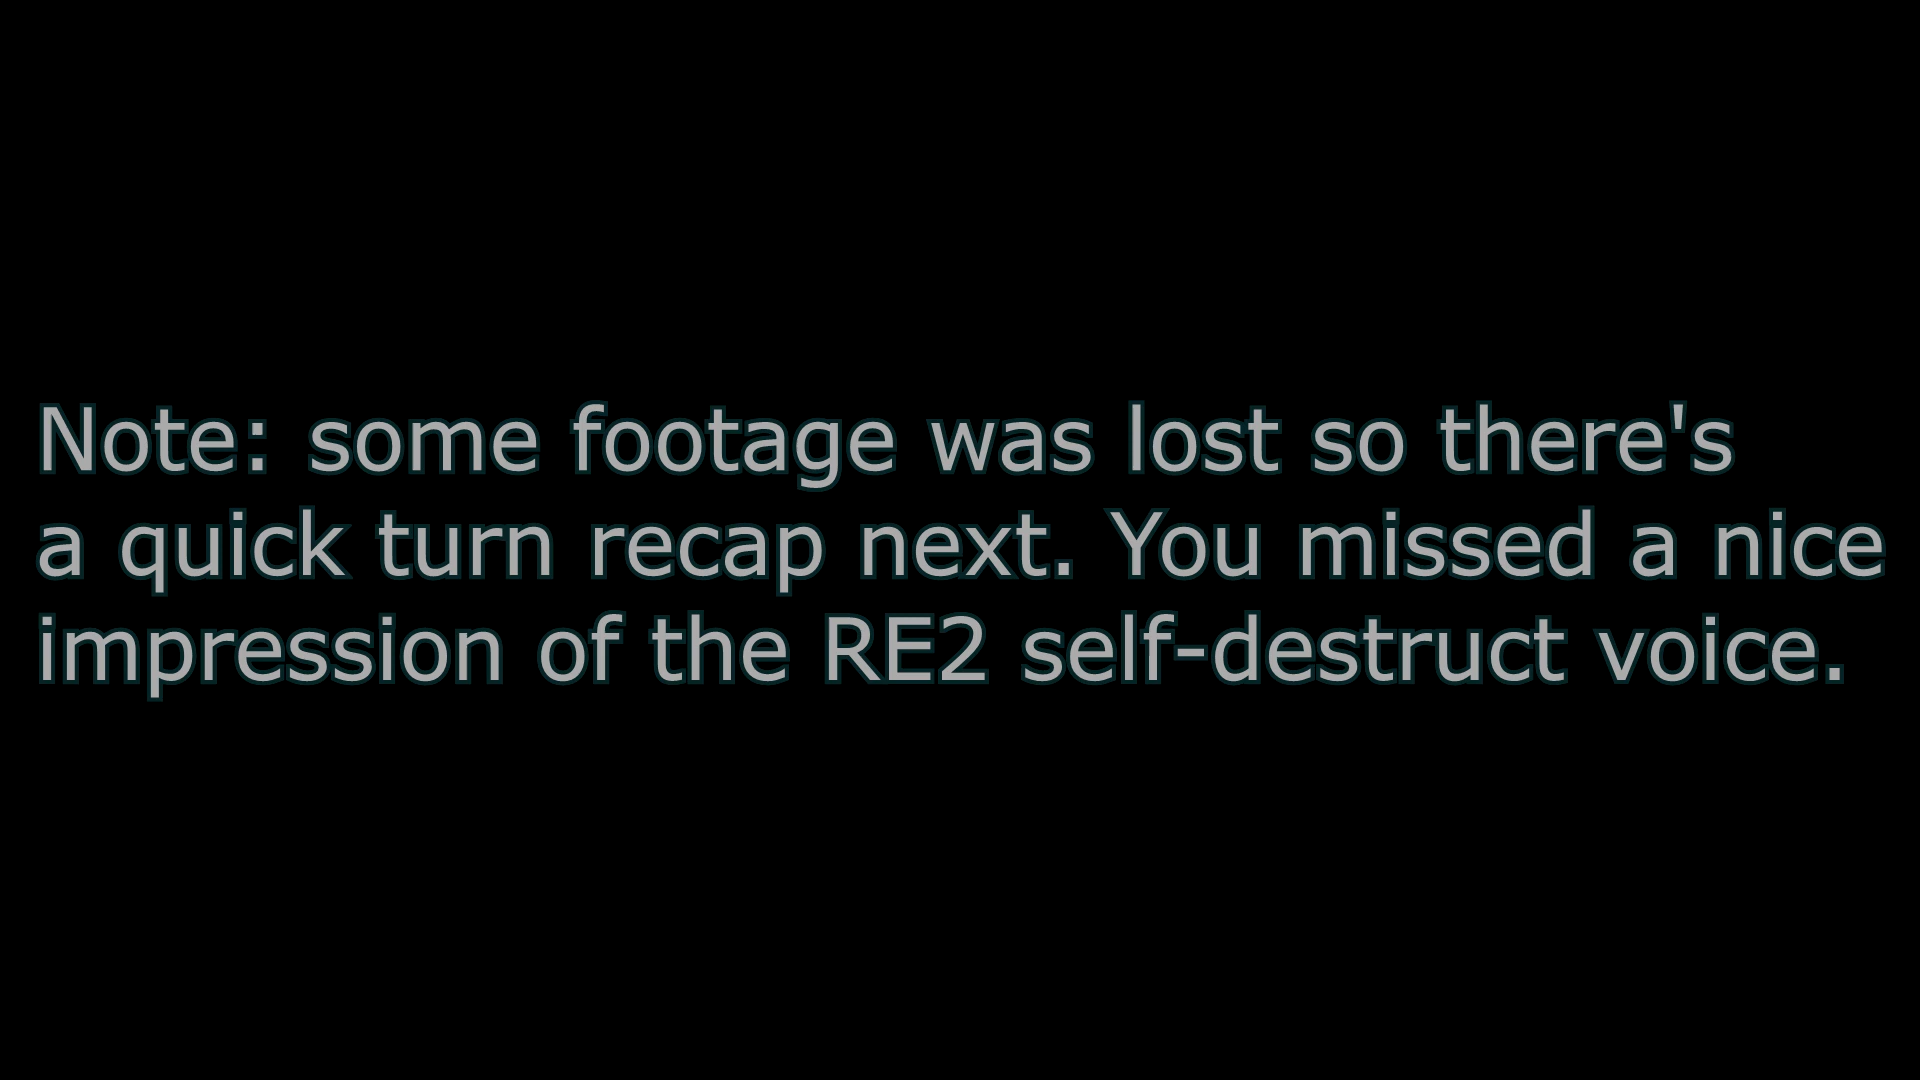 Note: some footage was lost so there's
a quick turn recap next. You missed a nice
impression of the RE2 self-destruct voice.